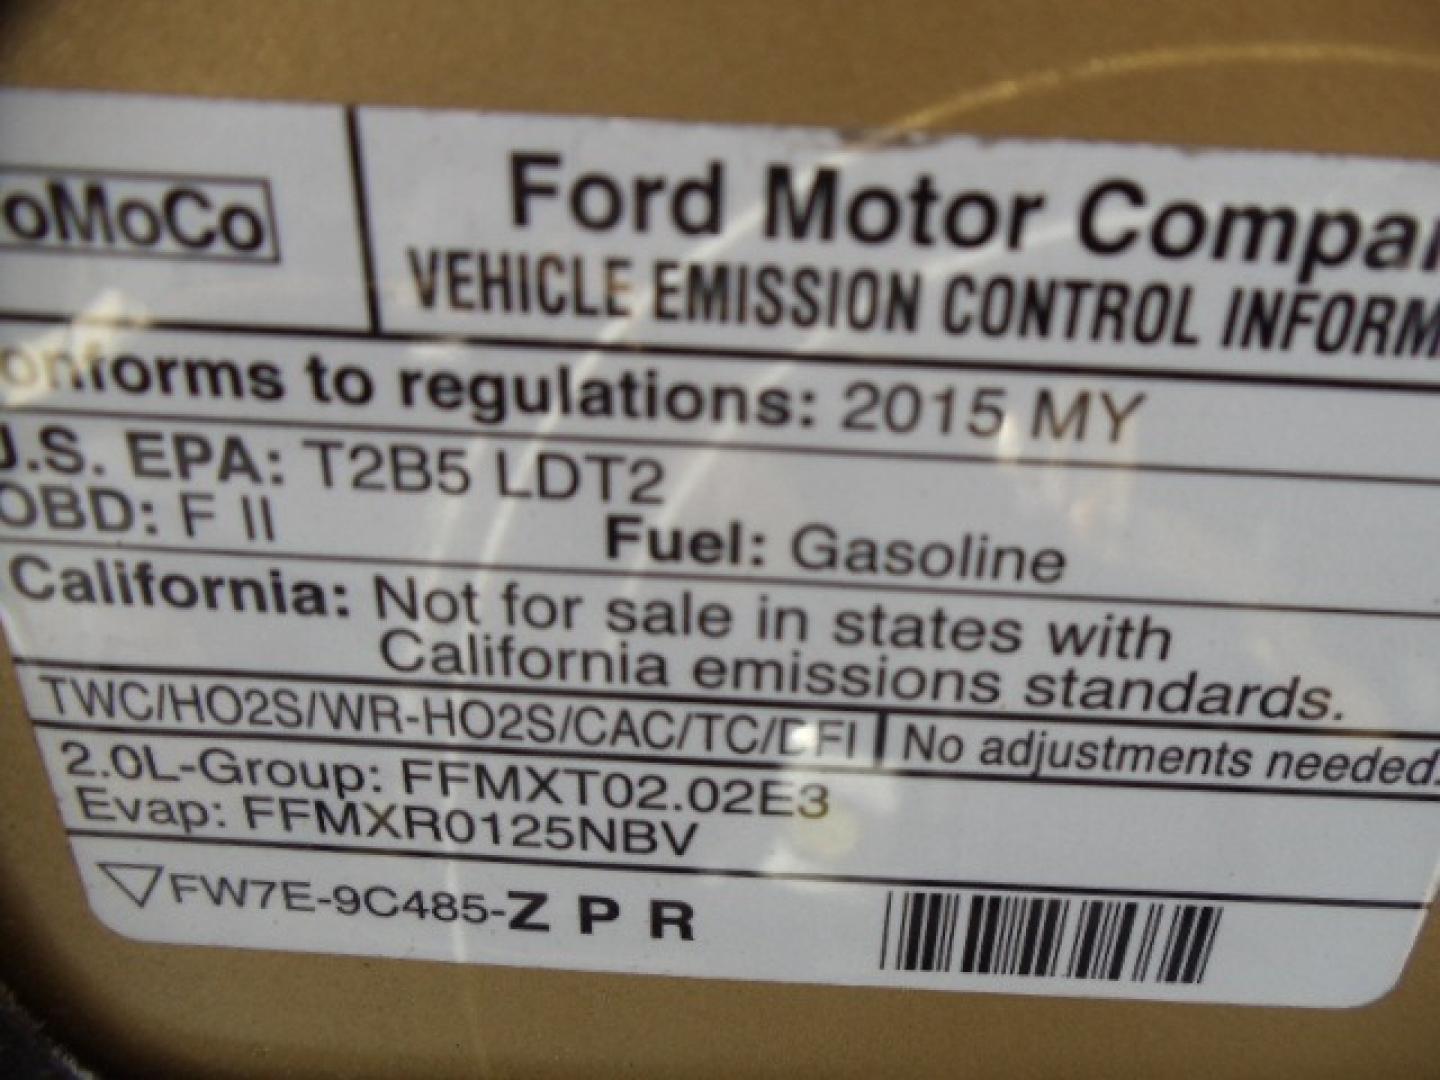 oMoCo
Ford Motor Compa
VEHICLE EMISSION CONTROL INFORM
onforms to regulations: 2015 MY
U.S. EPA: T2B5 LDT2
OBD: F II Fuel: Gasoline
California: Not for sale in states with
California emissions standards.
TWC/HO2S/WR-HO2S/CAC/TC/DFI No adjustments needed.
2.0L-Group: FFMXT02.02E3
Evap: FFMXR0125NBV
FW7E-9C485-Z P R